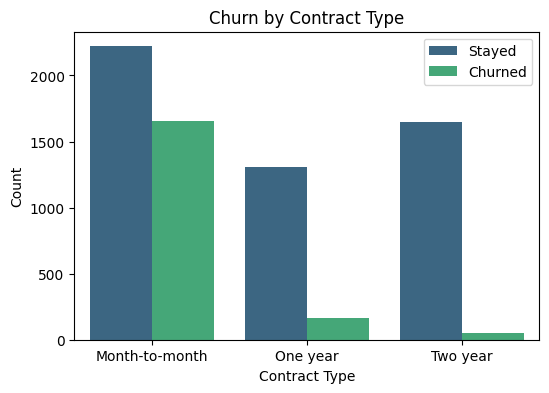 Churn by Contract Type
Stayed
Churned
2000
1500
1000
500
0
Count
Month-to-month
One year
Two year
Contract Type